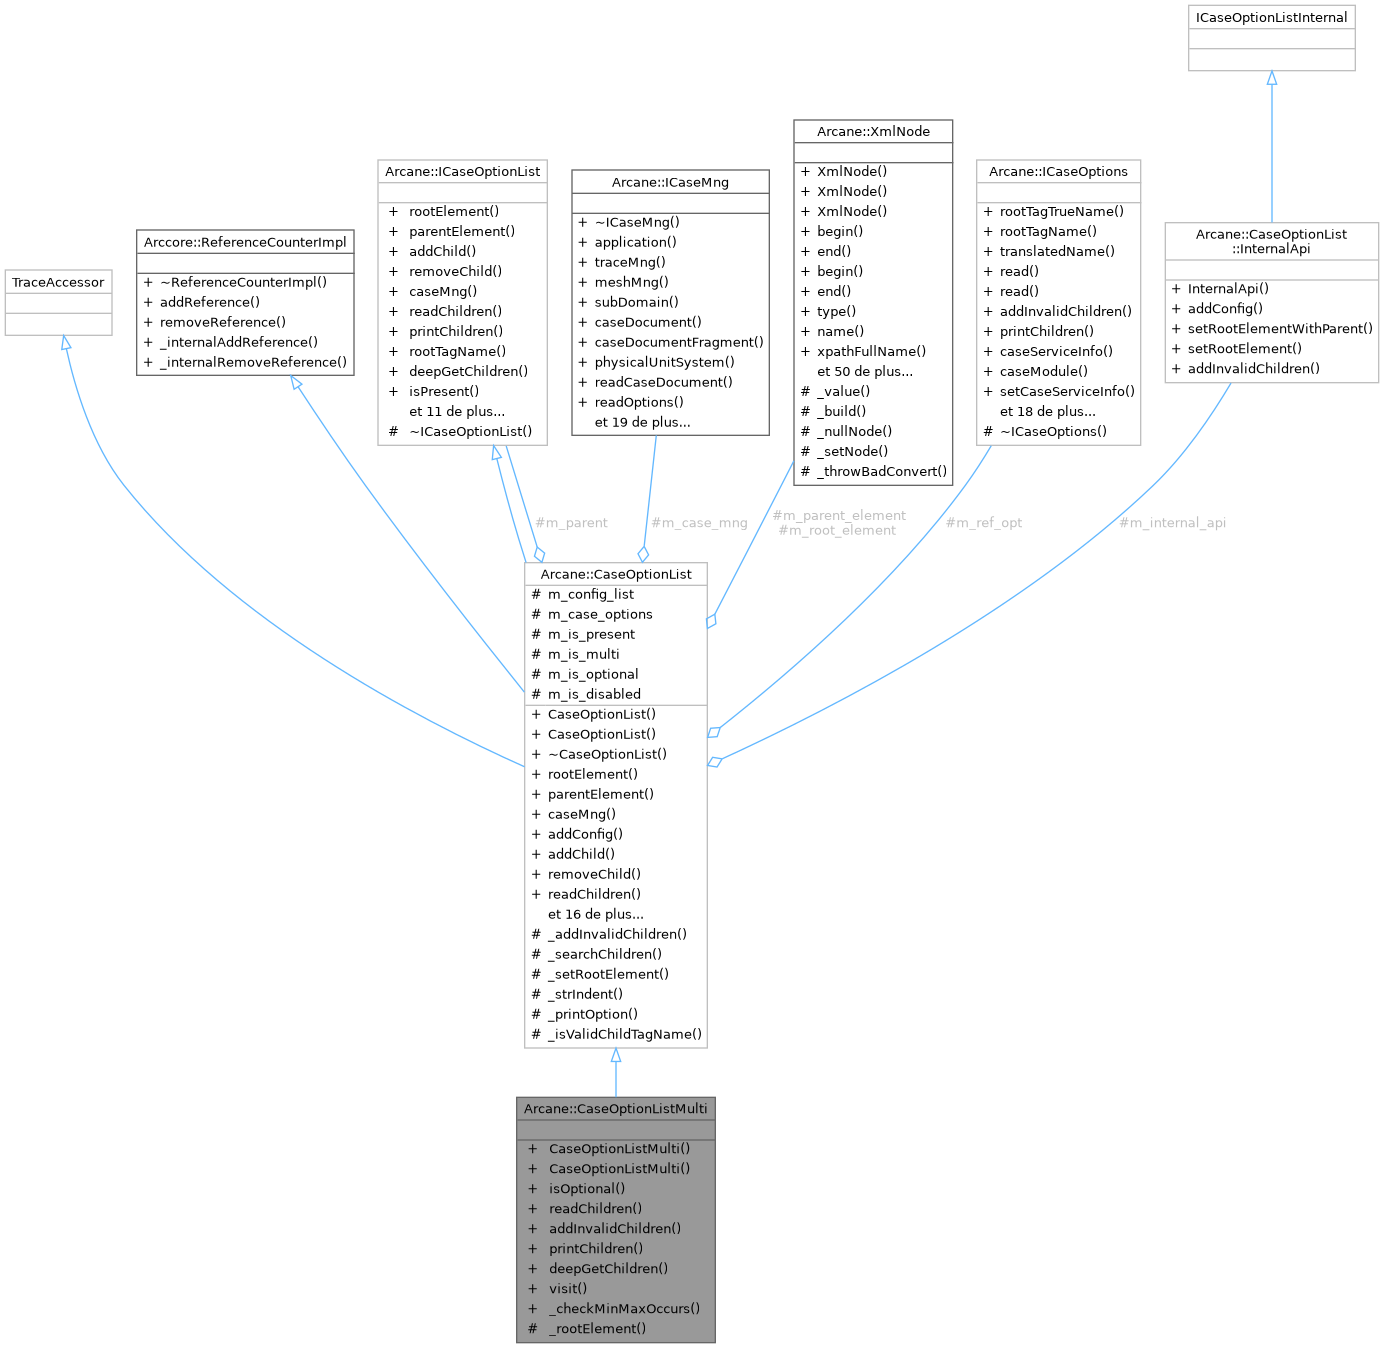 ICaseOptionListInternal
Arcane::XmlNode
+ XmlNode()
+ XmlNode()
+ XmlNode()
+ begin()
+ end()
+ begin()
+ end()
+ type()
+ name()
+ xpathFullName()
et 50 de plus...
# _value()
# _build()
# _nullNode()
# _setNode()
# _throwBadConvert()
Arcane::ICaseOptionList
+ rootElement()
+ parentElement()
+ addChild()
+ removeChild()
+ caseMng()
+ readChildren()
+ printChildren()
+ rootTagName()
+ deepGetChildren()
+ isPresent()
et 11 de plus...
# ~ICaseOptionList()
Arcane::ICaseMng
+ ~ICaseMng()
+ application()
+ traceMng()
+ meshMng()
+ subDomain()
+ caseDocument()
+ caseDocumentFragment()
+ physicalUnitSystem()
+ readCaseDocument()
+ readOptions()
et 19 de plus...
Arcane::ICaseOptions
+ rootTagTrueName()
+ rootTagName()
+ translatedName()
+ read()
+ read()
+ addInvalidChildren()
+ printChildren()
+ caseServiceInfo()
+ caseModule()
+ setCaseServiceInfo()
et 18 de plus...
# ~ICaseOptions()
Arcane::CaseOptionList
::InternalApi
+ InternalApi()
+ addConfig()
+ setRootElementWithParent()
+ setRootElement()
+ addInvalidChildren()
Arccore::ReferenceCounterImpl
+ ~ReferenceCounterImpl()
+ addReference()
+ removeReference()
+ _internalAddReference()
+ _internalRemoveReference()
TraceAccessor
#m_parent
#m_case_mng
#m_parent_element
#m_root_element
#m_ref_opt
#m_internal_api
Arcane::CaseOptionList
# m_config_list
# m_case_options
# m_is_present
# m_is_multi
# m_is_optional
# m_is_disabled
+ CaseOptionList()
+ CaseOptionList()
+ ~CaseOptionList()
+ rootElement()
+ parentElement()
+ caseMng()
+ addConfig()
+ addChild()
+ removeChild()
+ readChildren()
et 16 de plus...
# _addInvalidChildren()
# _searchChildren()
# _setRootElement()
# _strIndent()
# _printOption()
# _isValidChildTagName()
Arcane::CaseOptionListMulti
+ CaseOptionListMulti()
+ CaseOptionListMulti()
+ isOptional()
+ readChildren()
+ addInvalidChildren()
+ printChildren()
+ deepGetChildren()
+ visit()
+ _checkMinMaxOccurs()
# _rootElement()